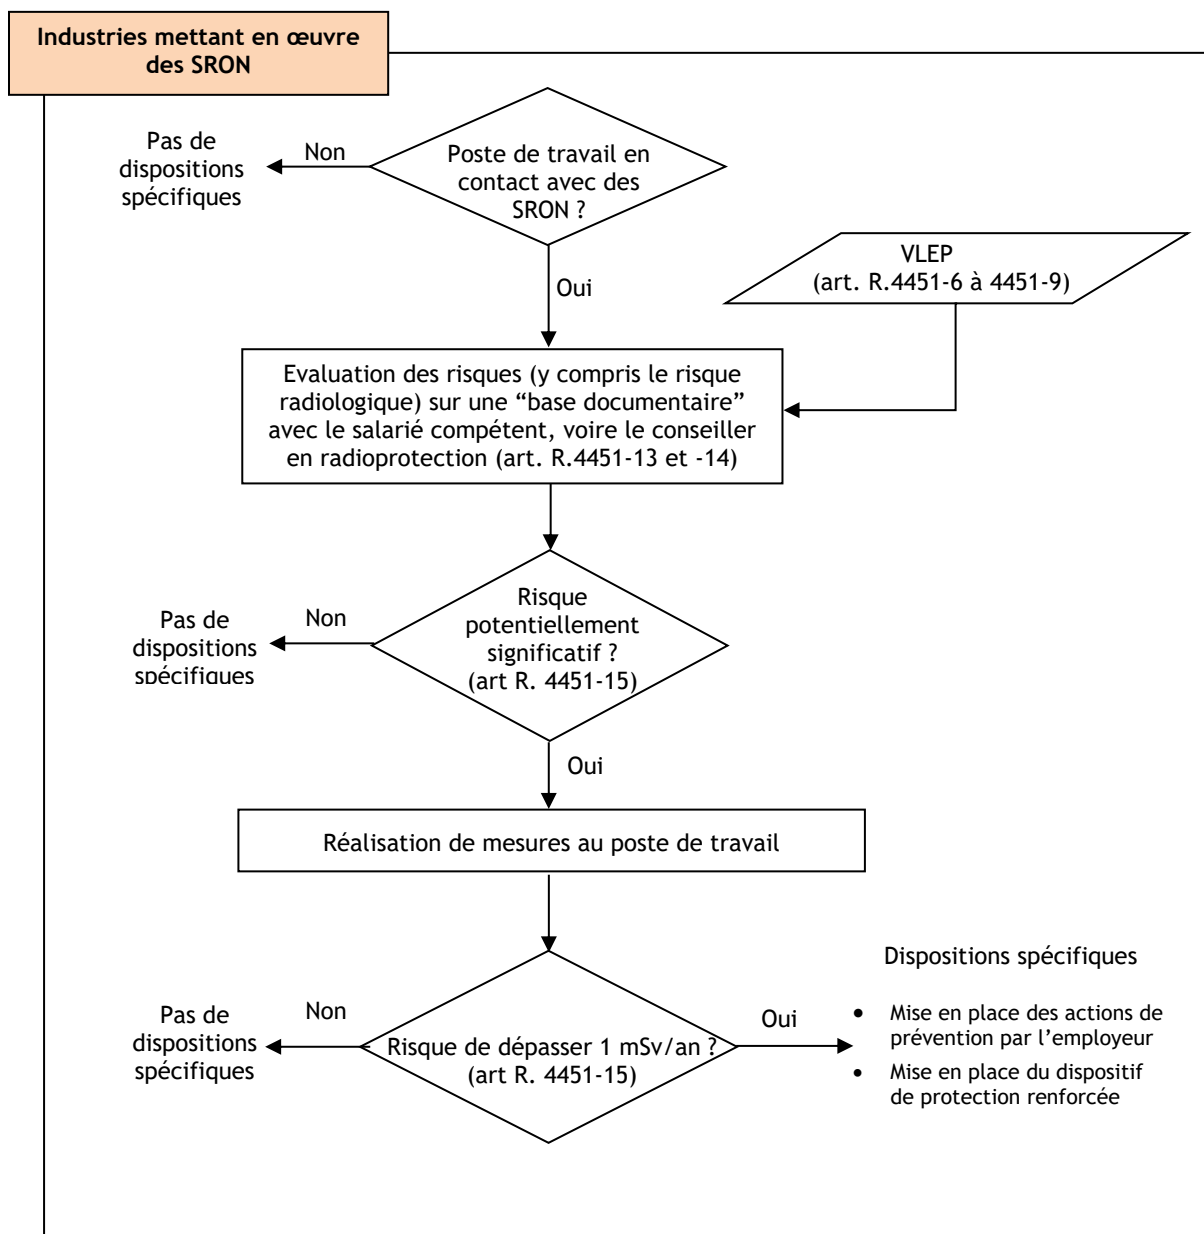 Industries mettant en œuvre
des SRON
Pas de
dispositions
spécifiques
Non
Poste de travail en
contact avec des
SRON ?
VLEP
(art. R.4451-6 à 4451-9)
Oui
Evaluation des risques (y compris le risque
radiologique) sur une “base documentaire”
avec le salarié compétent, voire le conseiller
en radioprotection (art. R.4451-13 et -14)
Pas de
dispositions
spécifiques
Non
Risque
potentiellement
significatif ?
(art R. 4451-15)
Oui
Réalisation de mesures au poste de travail
Pas de
dispositions
spécifiques
Non
Risque de dépasser 1 mSv/an ?
(art R. 4451-15)
Oui
Dispositions spécifiques
• Mise en place des actions de
prévention par l’employeur
• Mise en place du dispositif
de protection renforcée